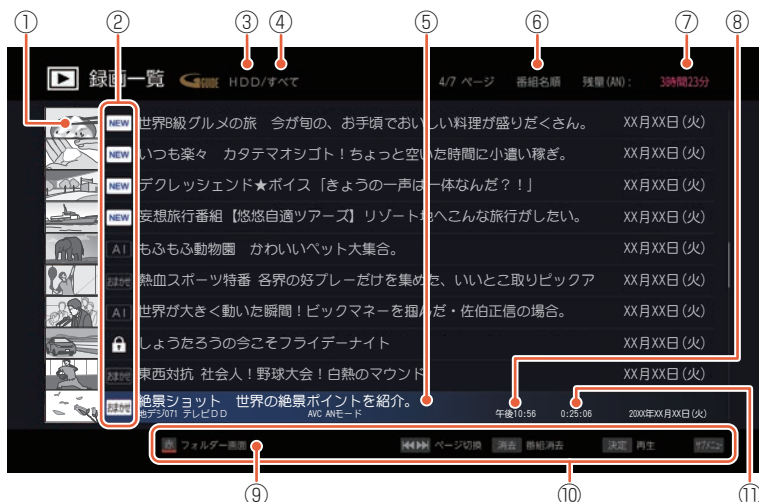 ① ② ③ ④ ⑤ ⑥ ⑦ ⑧
録画一覧 G-GUIDE HDD/すべて 4/7 ページ 番組名順 残量(AN): 3時間23分
NEW 世界B級グルメの旅 今が旬の、お手頃でおいしい料理が盛りだくさん。 XX月XX日(火)
NEW いつも楽々 カタテマオシゴト!ちょっと空いた時間に小遣い稼ぎ。 XX月XX日(火)
NEW デクレッシェンド★ボイス「きょうの一声は一体なんだ?!」 XX月XX日(火)
NEW 妄想旅行番組【悠悠自適ツアーズ】リゾート地へこんな旅行がしたい。 XX月XX日(火)
AI もふもふ動物園 かわいいペット大集合。 XX月XX日(火)
おまかせ 熱血スポーツ特番 各界の好プレーだけを集めた、いいとこ取りピックア XX月XX日(火)
AI 世界が大きく動いた瞬間!ビックマネーを掴んだ・佐伯正信の場合。 XX月XX日(火)
しょうたろうの今こそフライデーナイト XX月XX日(火)
おまかせ 東西対抗 社会人!野球大会!白熱のマウンド XX月XX日(火)
おまかせ 絶景ショット 世界の絶景ポイントを紹介。
地デジ071 テレビDD AVC ANモード 午後10:56 0:25:06 20XX年XX月XX日(火)
赤 フォルダー画面 ページ切換 消去 番組消去 決定 再生 サブメニュー
⑨ ⑩ ⑪